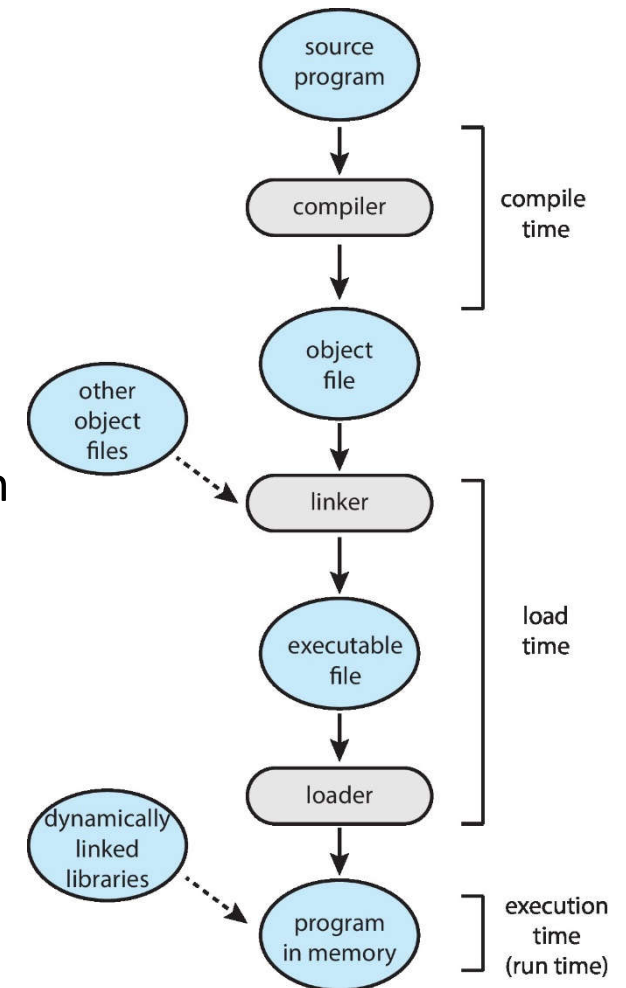 source
program
compiler
compile
time
object
file
other
object
files
n
linker
load
time
executable
file
loader
dynamically
linked
libraries
program
in memory
execution
time
(run time)